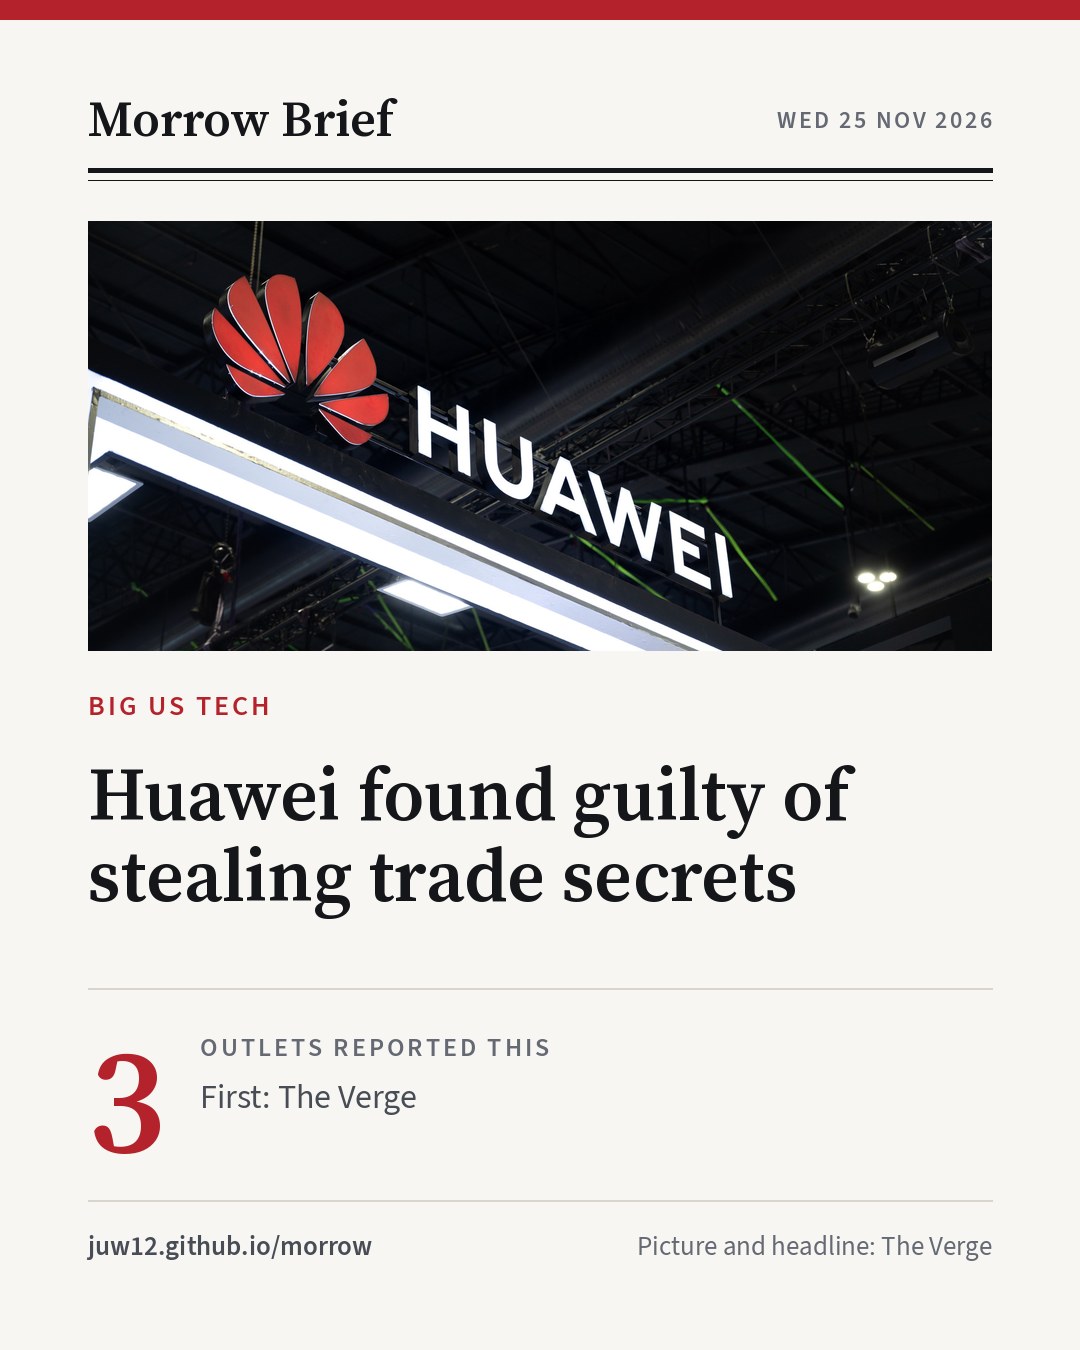 Morrow Brief
WED 25 NOV 2026
HUAWEI
BIG US TECH
Huawei found guilty of
stealing trade secrets
3
OUTLETS REPORTED THIS
First: The Verge
juw12.github.io/morrow
Picture and headline: The Verge